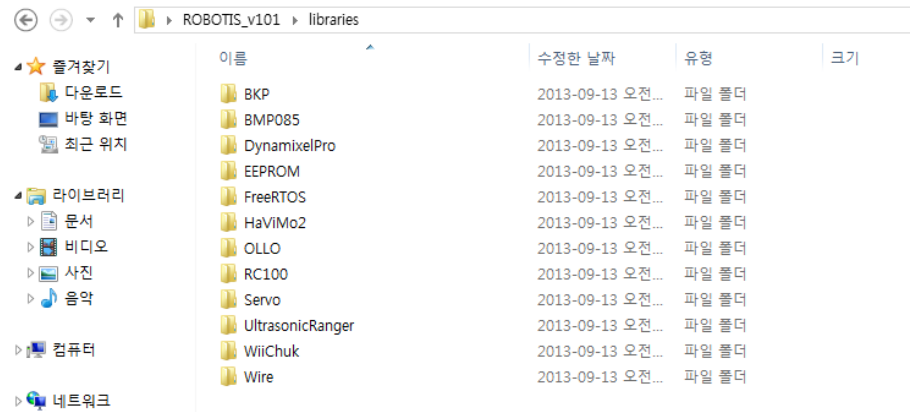 ROBOTIS_v101 libraries
즐겨찾기
다운로드
바탕 화면
최근 위치
라이브러리
문서
비디오
사진
음악
컴퓨터
네트워크
이름 수정한 날짜 유형 크기
BKP 2013-09-13 오전... 파일 폴더
BMP085 2013-09-13 오전... 파일 폴더
DynamixelPro 2013-09-13 오전... 파일 폴더
EEPROM 2013-09-13 오전... 파일 폴더
FreeRTOS 2013-09-13 오전... 파일 폴더
HaViMo2 2013-09-13 오전... 파일 폴더
OLLO 2013-09-13 오전... 파일 폴더
RC100 2013-09-13 오전... 파일 폴더
Servo 2013-09-13 오전... 파일 폴더
UltrasonicRanger 2013-09-13 오전... 파일 폴더
WiiChuk 2013-09-13 오전... 파일 폴더
Wire 2013-09-13 오전... 파일 폴더